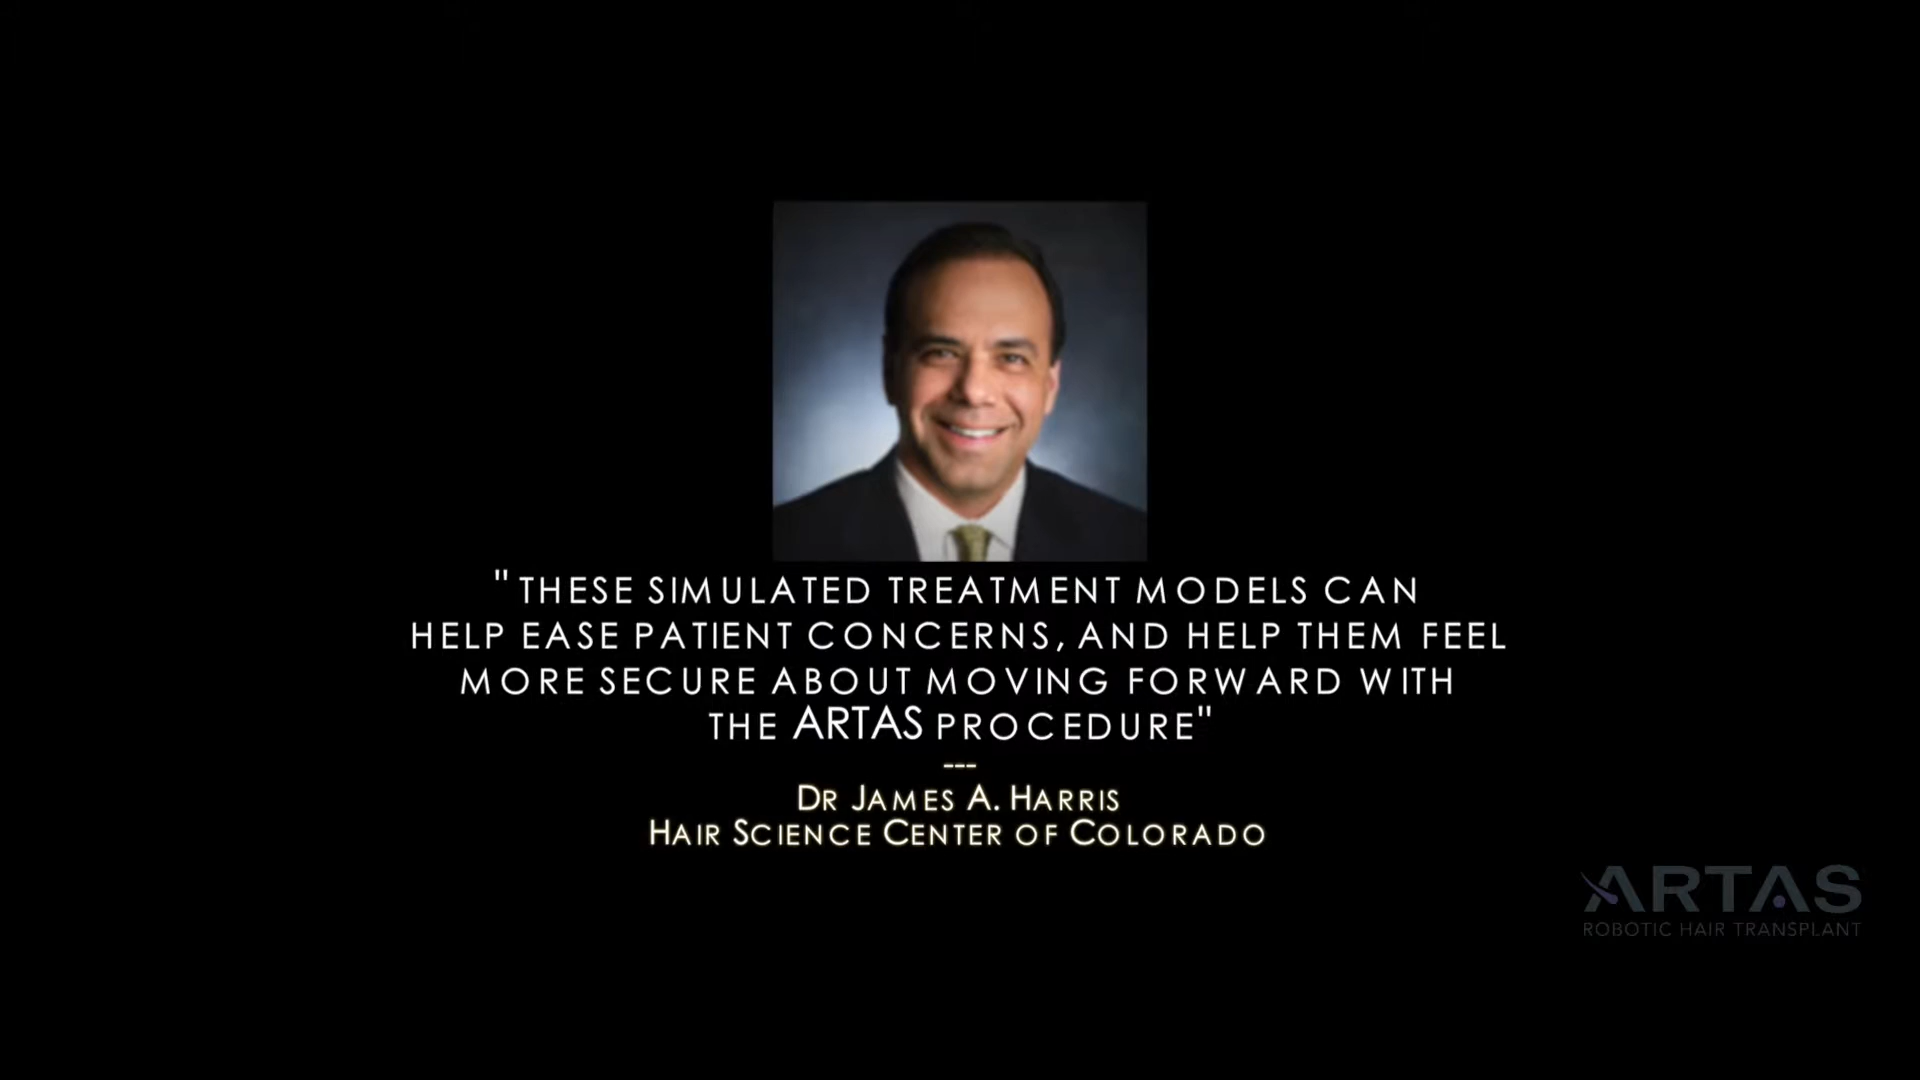 "THESE SIMULATED TREATMENT MODELS CAN
HELP EASE PATIENT CONCERNS, AND HELP THEM FEEL
MORE SECURE ABOUT MOVING FORWARD WITH
THE ARTAS PROCEDURE"
---
DR JAMES A. HARRIS
HAIR SCIENCE CENTER OF COLORADO
ARTAS
ROBOTIC HAIR TRANSPLANT